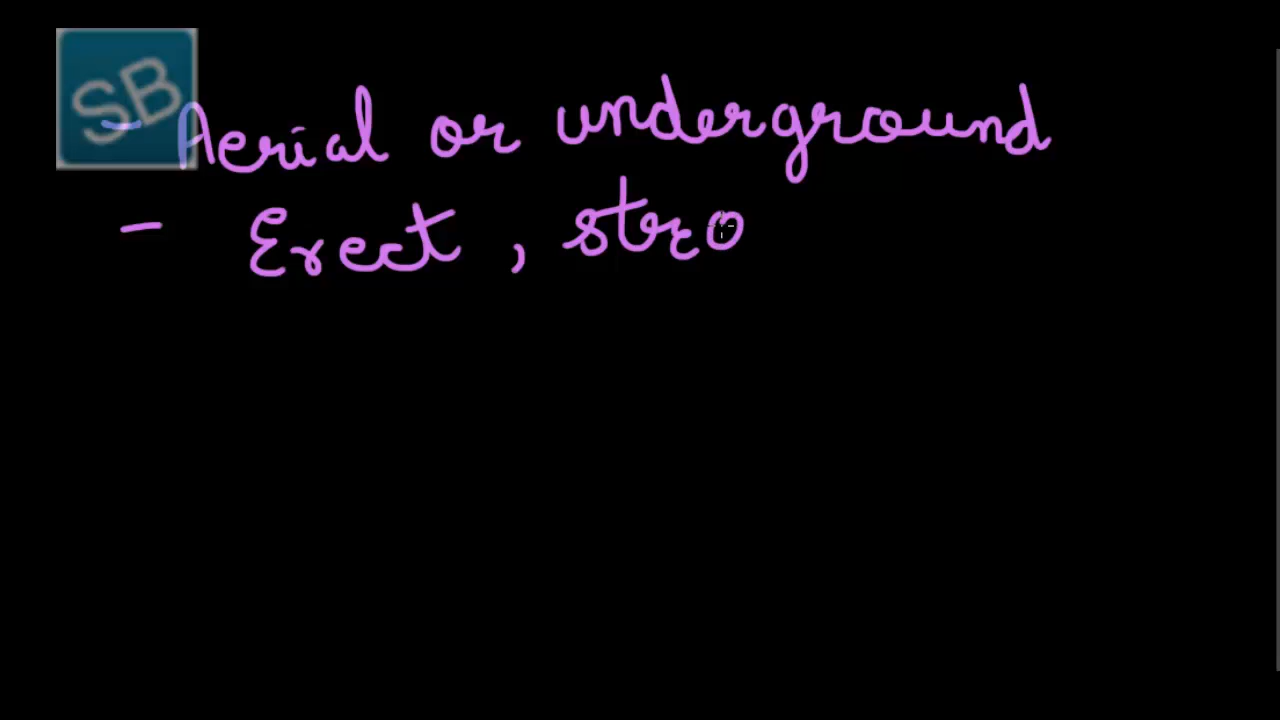 SB
- Aerial or underground
- Erect, stro